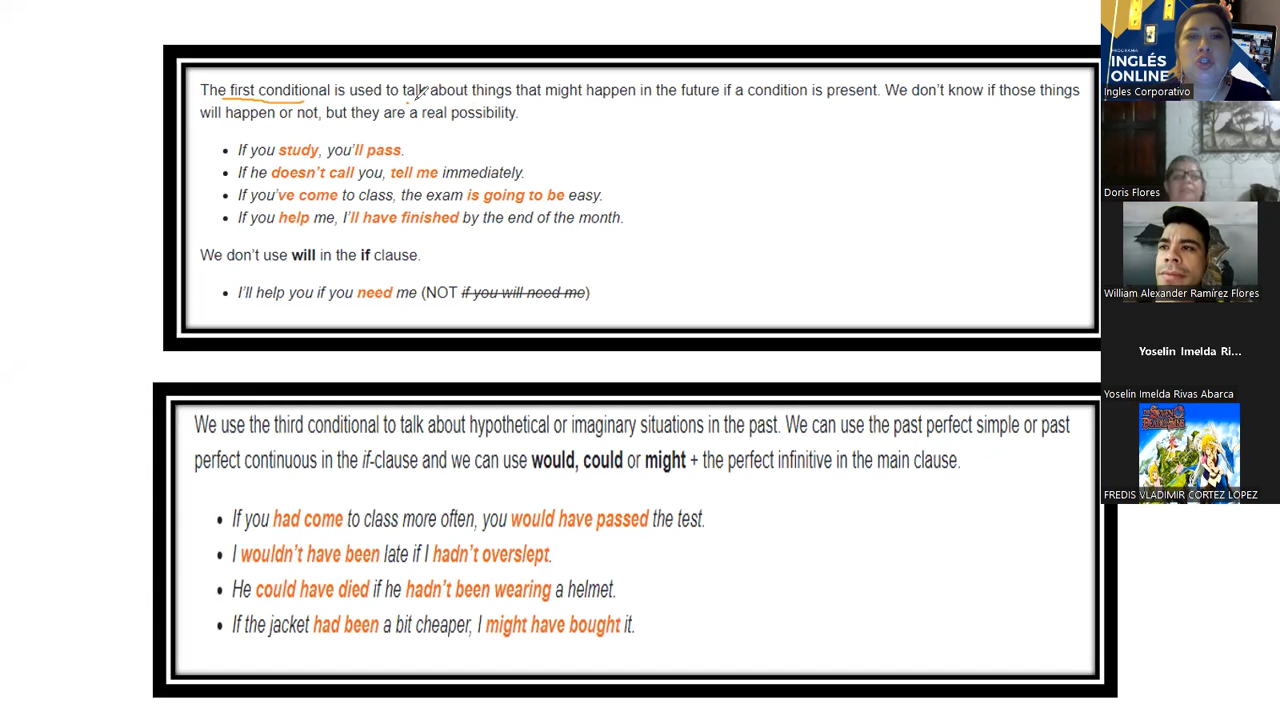 The first conditional is used to talk about things that might happen in the future if a condition is present. We don't know if those things
will happen or not, but they are a real possibility.
If you study, you'll pass.
If he doesn't call you, tell me immediately.
If you've come to class, the exam is going to be easy.
If you help me, I'll have finished by the end of the month.
We don't use will in the if clause.
I'll help you if you need me (NOT if you will need me)
We use the third conditional to talk about hypothetical or imaginary situations in the past. We can use the past perfect simple or past
perfect continuous in the if-clause and we can use would, could or might + the perfect infinitive in the main clause.
If you had come to class more often, you would have passed the test.
I wouldn't have been late if I hadn't overslept.
He could have died if he hadn't been wearing a helmet.
If the jacket had been a bit cheaper, I might have bought it.
PROGRAMA
INGLÉS
ONLINE
Ingles Corporativo
Doris Flores
William Alexander Ramírez Flores
Yoselin Imelda Ri...
Yoselin Imelda Rivas Abarca
FREDIS VLADIMIR CORTEZ LOPEZ